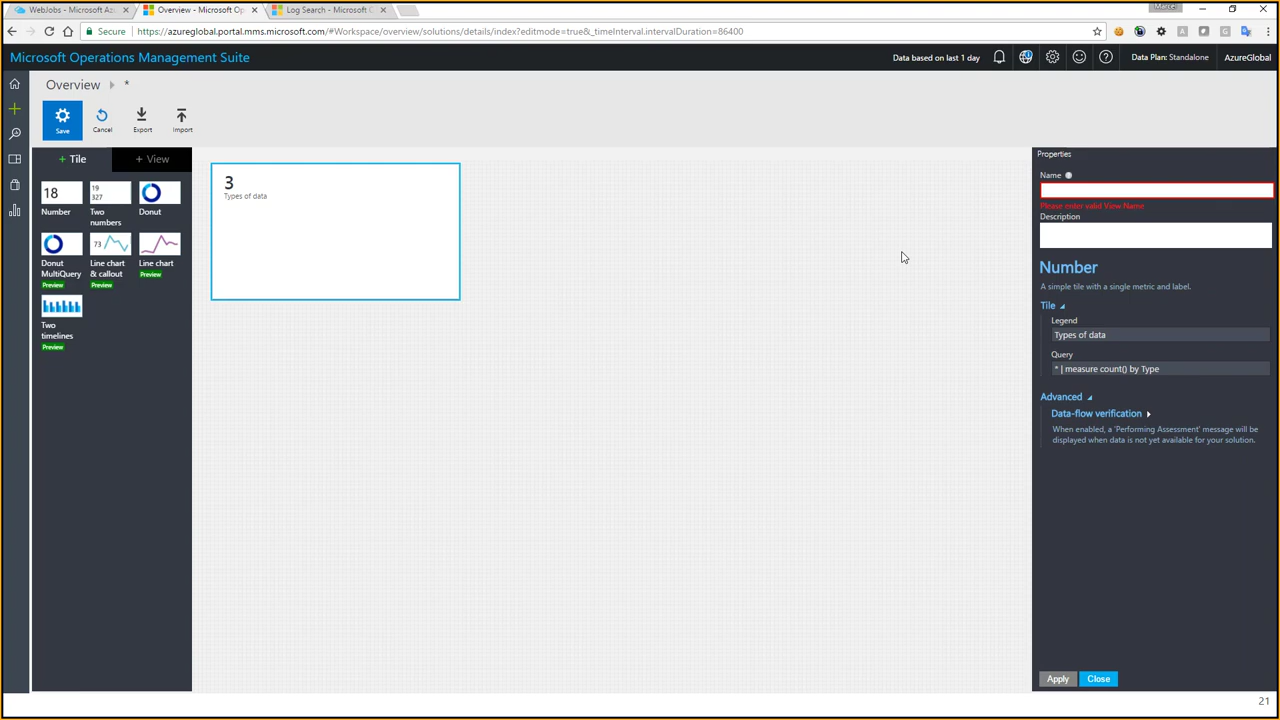 WebJobs - Microsoft Az
Overview - Microsoft Op
Log Search - Microsoft O
Marcel
Secure
https://azureglobal.portal.mms.microsoft.com/#Workspace/overview/solutions/details/index?editmode=true&_timeInterval.intervalDuration=86400
Microsoft Operations Management Suite
Data based on last 1 day
Data Plan: Standalone
AzureGlobal
Overview
*
Save
Cancel
Export
Import
+ Tile
+ View
18
Number
19
327
Two
numbers
Donut
Donut
MultiQuery
Preview
73
Line chart
& callout
Preview
Line chart
Preview
Two
timelines
Preview
3
Types of data
Properties
Name
Please enter valid View Name
Description
Number
A simple tile with a single metric and label.
Tile
Legend
Types of data
Query
* | measure count() by Type
Advanced
Data-flow verification
When enabled, a 'Performing Assessment' message will be
displayed when data is not yet available for your solution.
Apply
Close
21